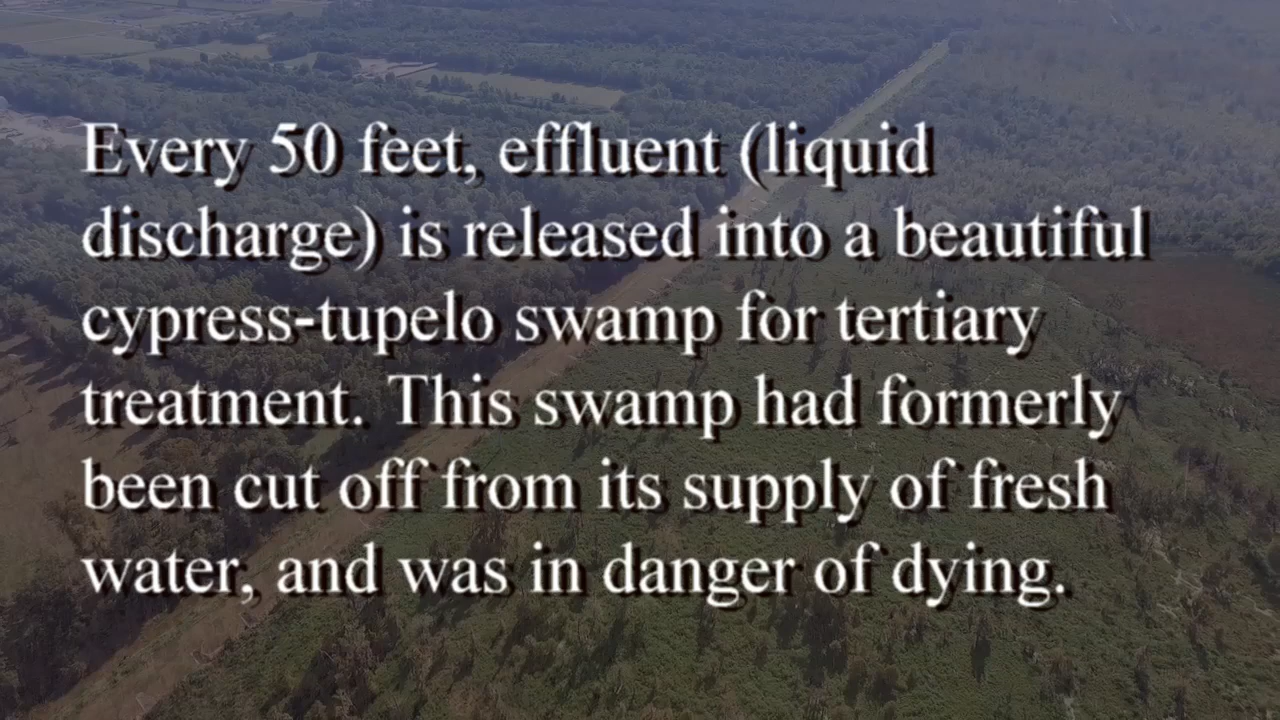 Every 50 feet, effluent (liquid
discharge) is released into a beautiful
cypress-tupelo swamp for tertiary
treatment. This swamp had formerly
been cut off from its supply of fresh
water, and was in danger of dying.